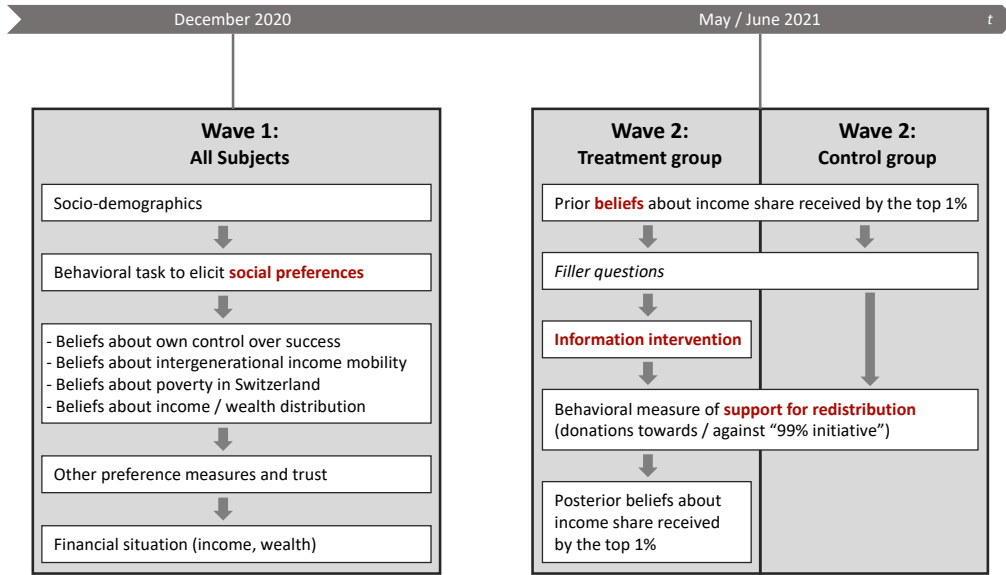 December 2020
May / June 2021
t
Wave 1:
All Subjects
Socio-demographics
Behavioral task to elicit social preferences
- Beliefs about own control over success
- Beliefs about intergenerational income mobility
- Beliefs about poverty in Switzerland
- Beliefs about income / wealth distribution
Other preference measures and trust
Financial situation (income, wealth)
Wave 2:
Treatment group
Wave 2:
Control group
Prior beliefs about income share received by the top 1%
Filler questions
Information intervention
Behavioral measure of support for redistribution
(donations towards / against “99% initiative”)
Posterior beliefs about
income share received
by the top 1%